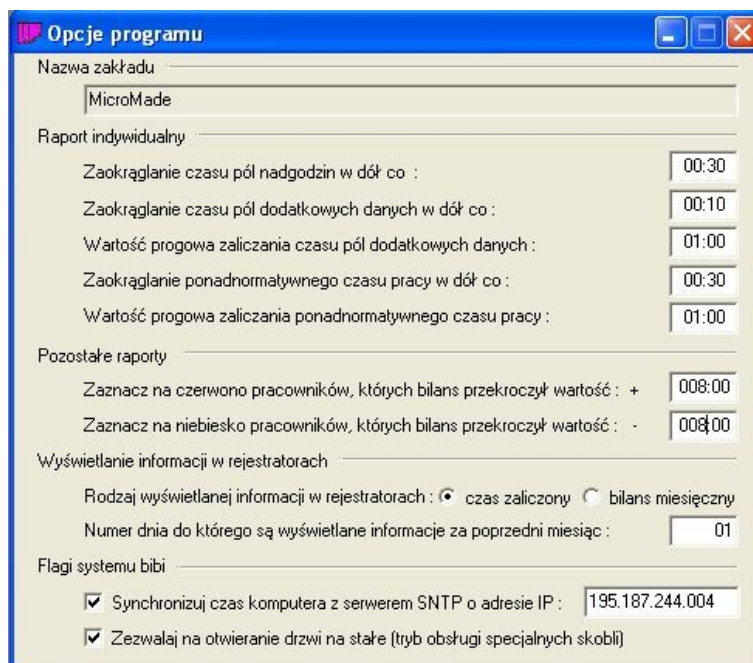 Opcje programu
Nazwa zakładu
MicroMade
Raport indywidualny
Zaokrąglanie czasu pól nadgodzin w dół co : 00:30
Zaokrąglanie czasu pól dodatkowych danych w dół co : 00:10
Wartość progowa zaliczania czasu pól dodatkowych danych : 01:00
Zaokrąglanie ponadnormatywnego czasu pracy w dół co : 00:30
Wartość progowa zaliczania ponadnormatywnego czasu pracy : 01:00
Pozostałe raporty
Zaznacz na czerwono pracowników, których bilans przekroczył wartość : + 008:00
Zaznacz na niebiesko pracowników, których bilans przekroczył wartość : - 008:00
Wyświetlanie informacji w rejestratorach
Rodzaj wyświetlanej informacji w rejestratorach : czas zaliczony bilans miesięczny
Numer dnia do którego są wyświetlane informacje za poprzedni miesiąc : 01
Flagi systemu bibi
Synchronizuj czas komputera z serwerem SNTP o adresie IP : 195.187.244.004
Zezwalaj na otwieranie drzwi na stałe (tryb obsługi specjalnych skobli)